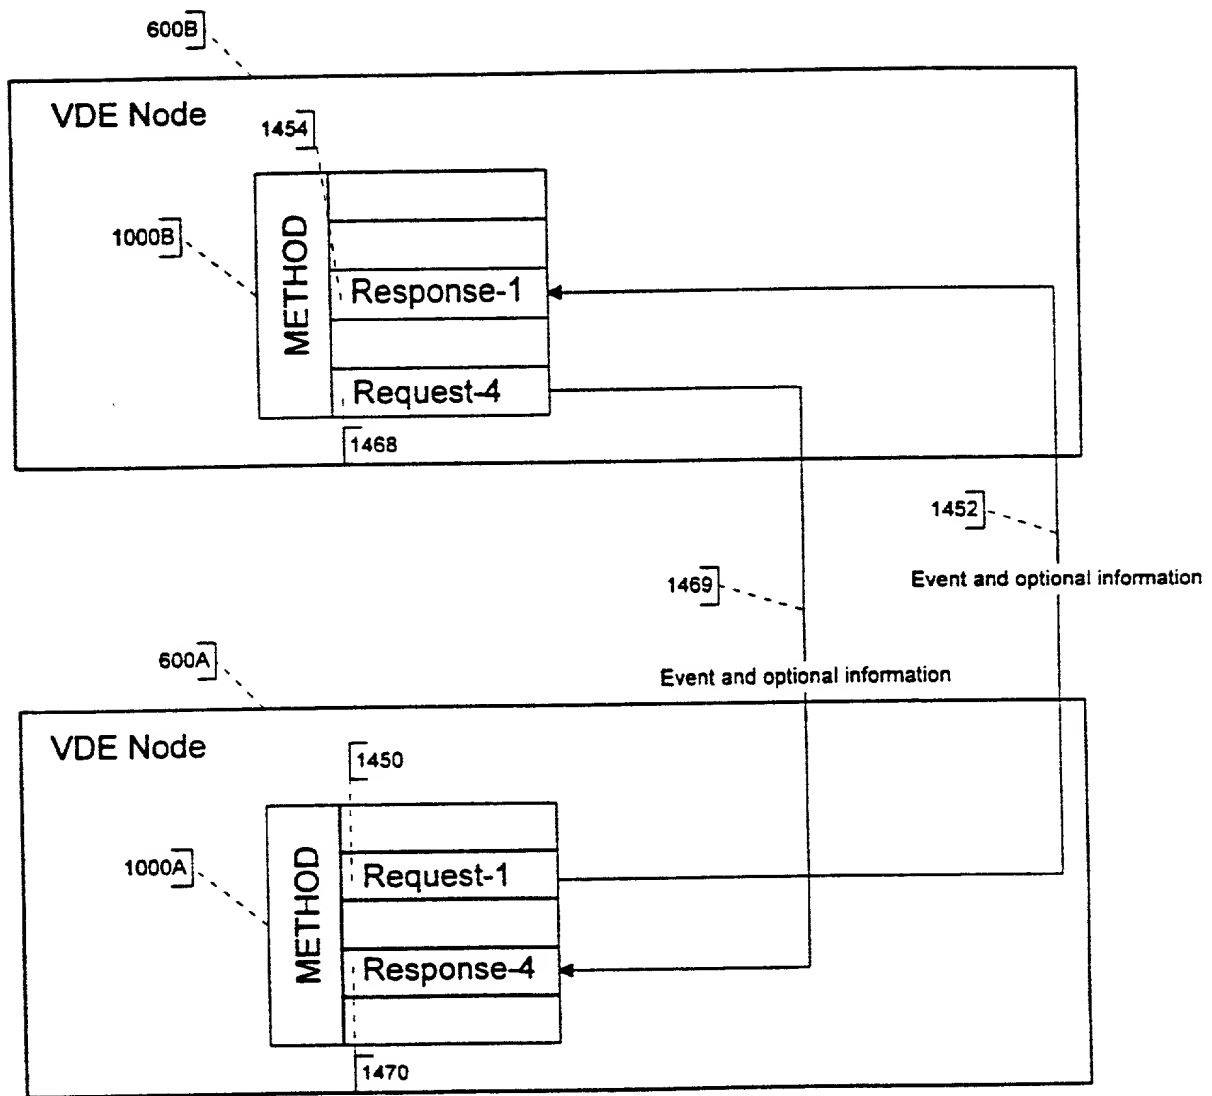 600B
VDE Node
1454
1000B
METHOD
Response-1
Request-4
1468
1452
Event and optional information
1469
Event and optional information
600A
VDE Node
1450
1000A
METHOD
Request-1
Response-4
1470